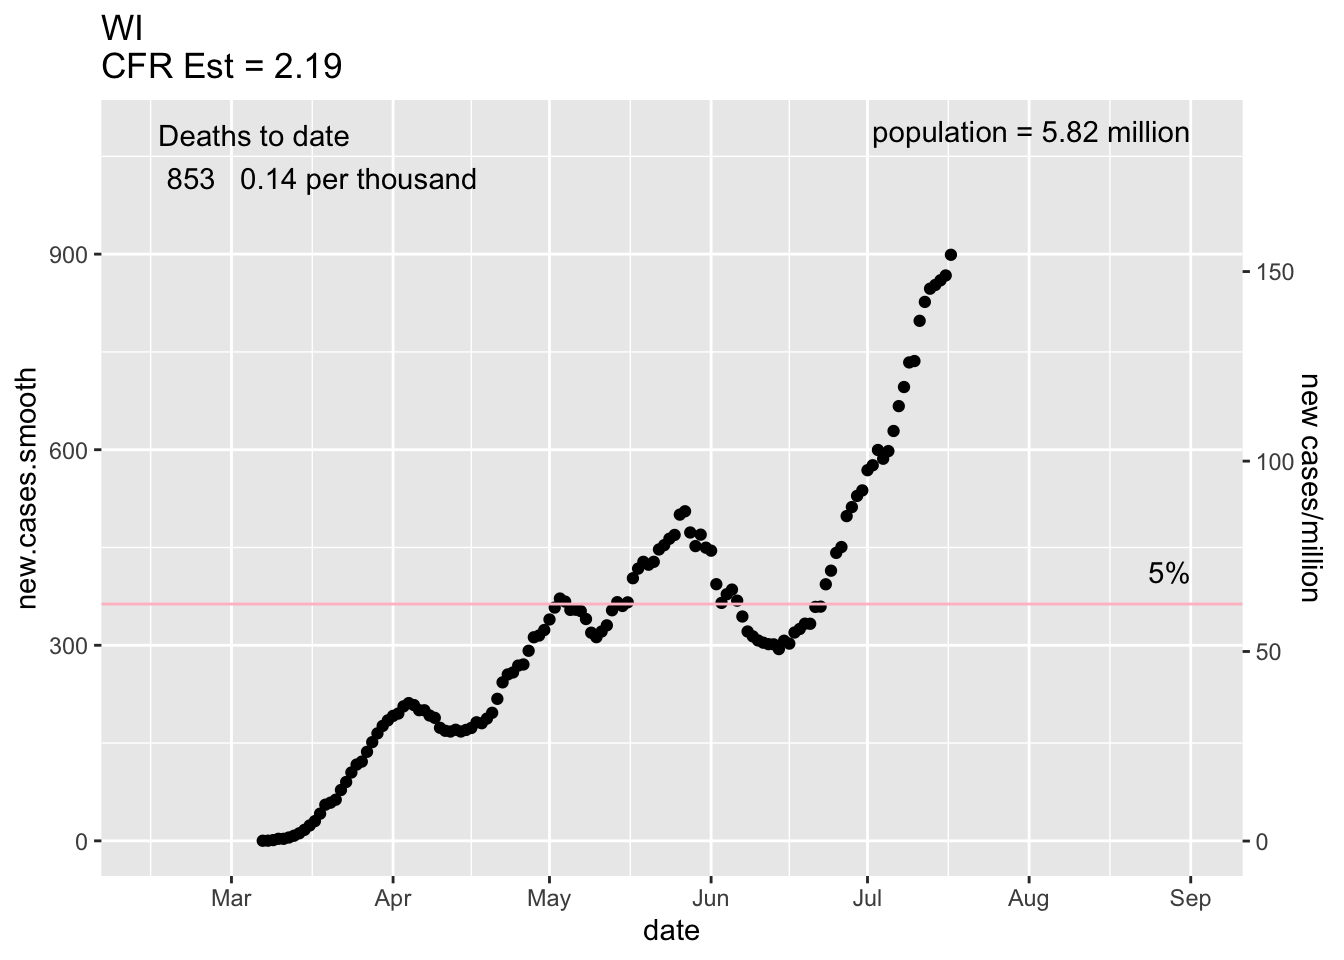 WI
CFR Est = 2.19
Deaths to date
853 0.14 per thousand
population = 5.82 million
900
600
300
0
new.cases.smooth
150
100
50
0
new cases/million
5%
Mar Apr May Jun Jul Aug Sep
date